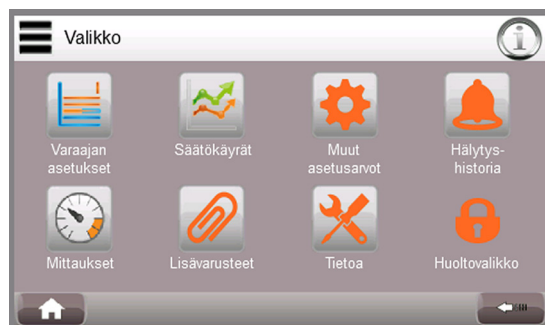 Valikko
Varaajan
asetukset
Säätökäyrät
Muut
asetusarvot
Hälytys-
historia
Mittaukset
Lisävarusteet
Tietoa
Huoltovalikko